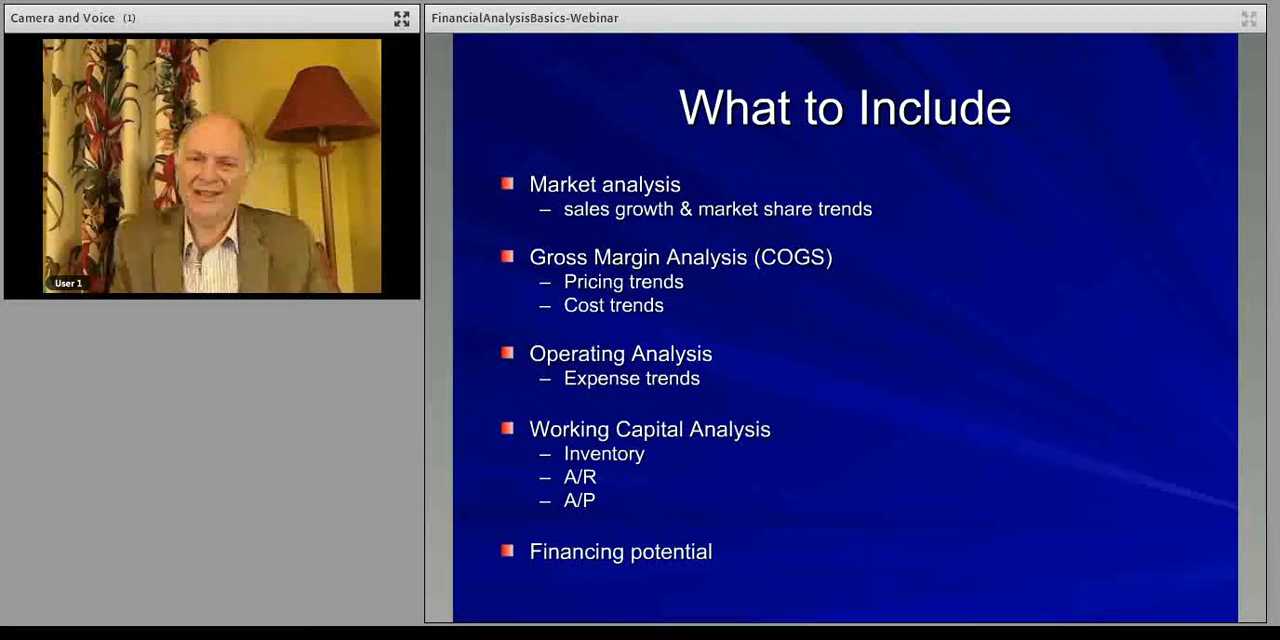 Camera and Voice (1)
User 1
FinancialAnalysisBasics-Webinar
What to Include
Market analysis
– sales growth & market share trends
Gross Margin Analysis (COGS)
– Pricing trends
– Cost trends
Operating Analysis
– Expense trends
Working Capital Analysis
– Inventory
– A/R
– A/P
Financing potential